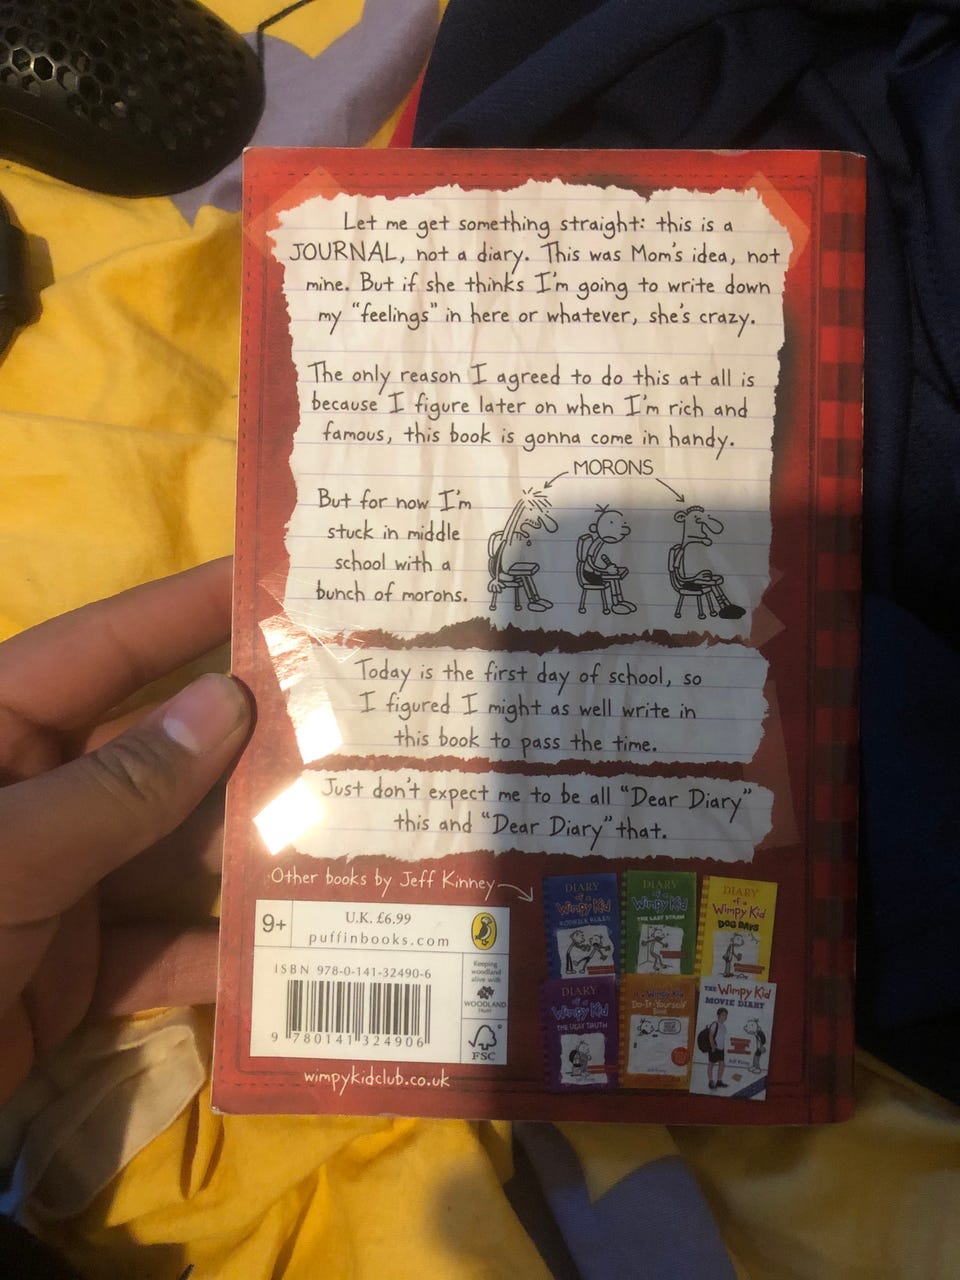 Let me get something straight: this is a
JOURNAL, not a diary. This was Mom's idea, not
mine. But if she thinks I'm going to write down
my "feelings" in here or whatever, she's crazy.
The only reason I agreed to do this at all is
because I figure later on when I'm rich and
famous, this book is gonna come in handy.
MORONS
But for now I'm
stuck in middle
school with a
bunch of morons.
Today is the first day of school, so
I figured I might as well write in
this book to pass the time.
Just don't expect me to be all "Dear Diary"
this and "Dear Diary" that.
Other books by Jeff Kinney
DIARY
of a
Wimpy Kid
RODRICK RULES
DIARY
of a
Wimpy Kid
THE LAST STRAW
DIARY
of a
Wimpy Kid
DOG DAYS
DIARY
of a
Wimpy Kid
THE UGLY TRUTH
Wimpy Kid
Do-It-Yourself
THE Wimpy Kid
MOVIE DIARY
Jeff Kinney
9+
U.K. £6.99
puffinbooks.com
ISBN 978-0-141-32490-6
9 780141 324906
Keeping
woodland
alive with
WOODLAND
TRUST
FSC
wimpykidclub.co.uk